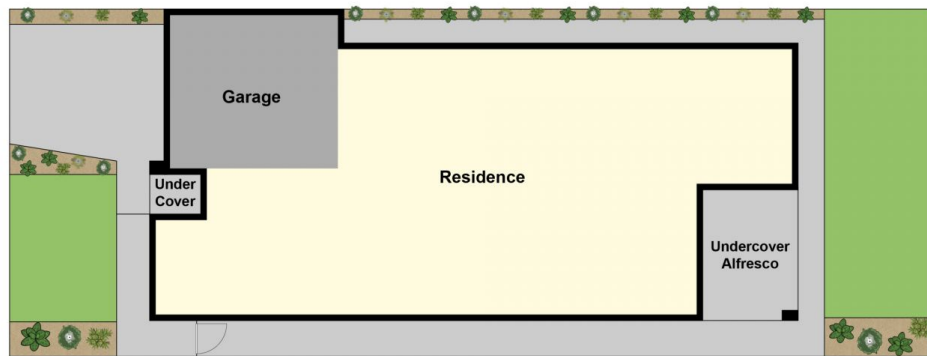 Garage
Residence
Under
Cover
Undercover
Alfresco